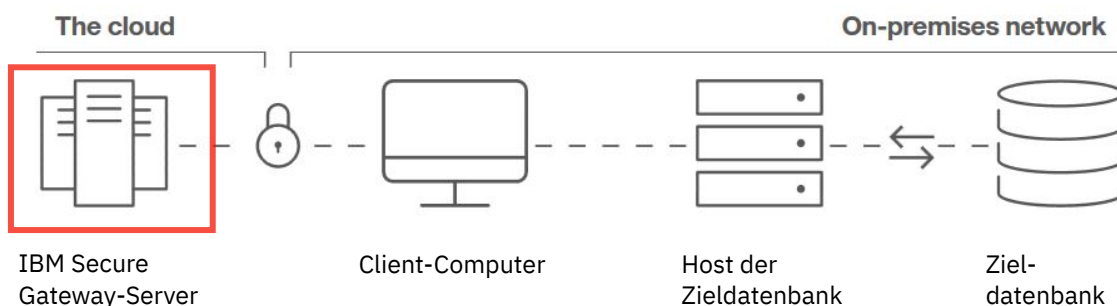 The cloud
On-premises network
IBM Secure
Gateway-Server
Client-Computer
Host der
Zieldatenbank
Ziel-
datenbank